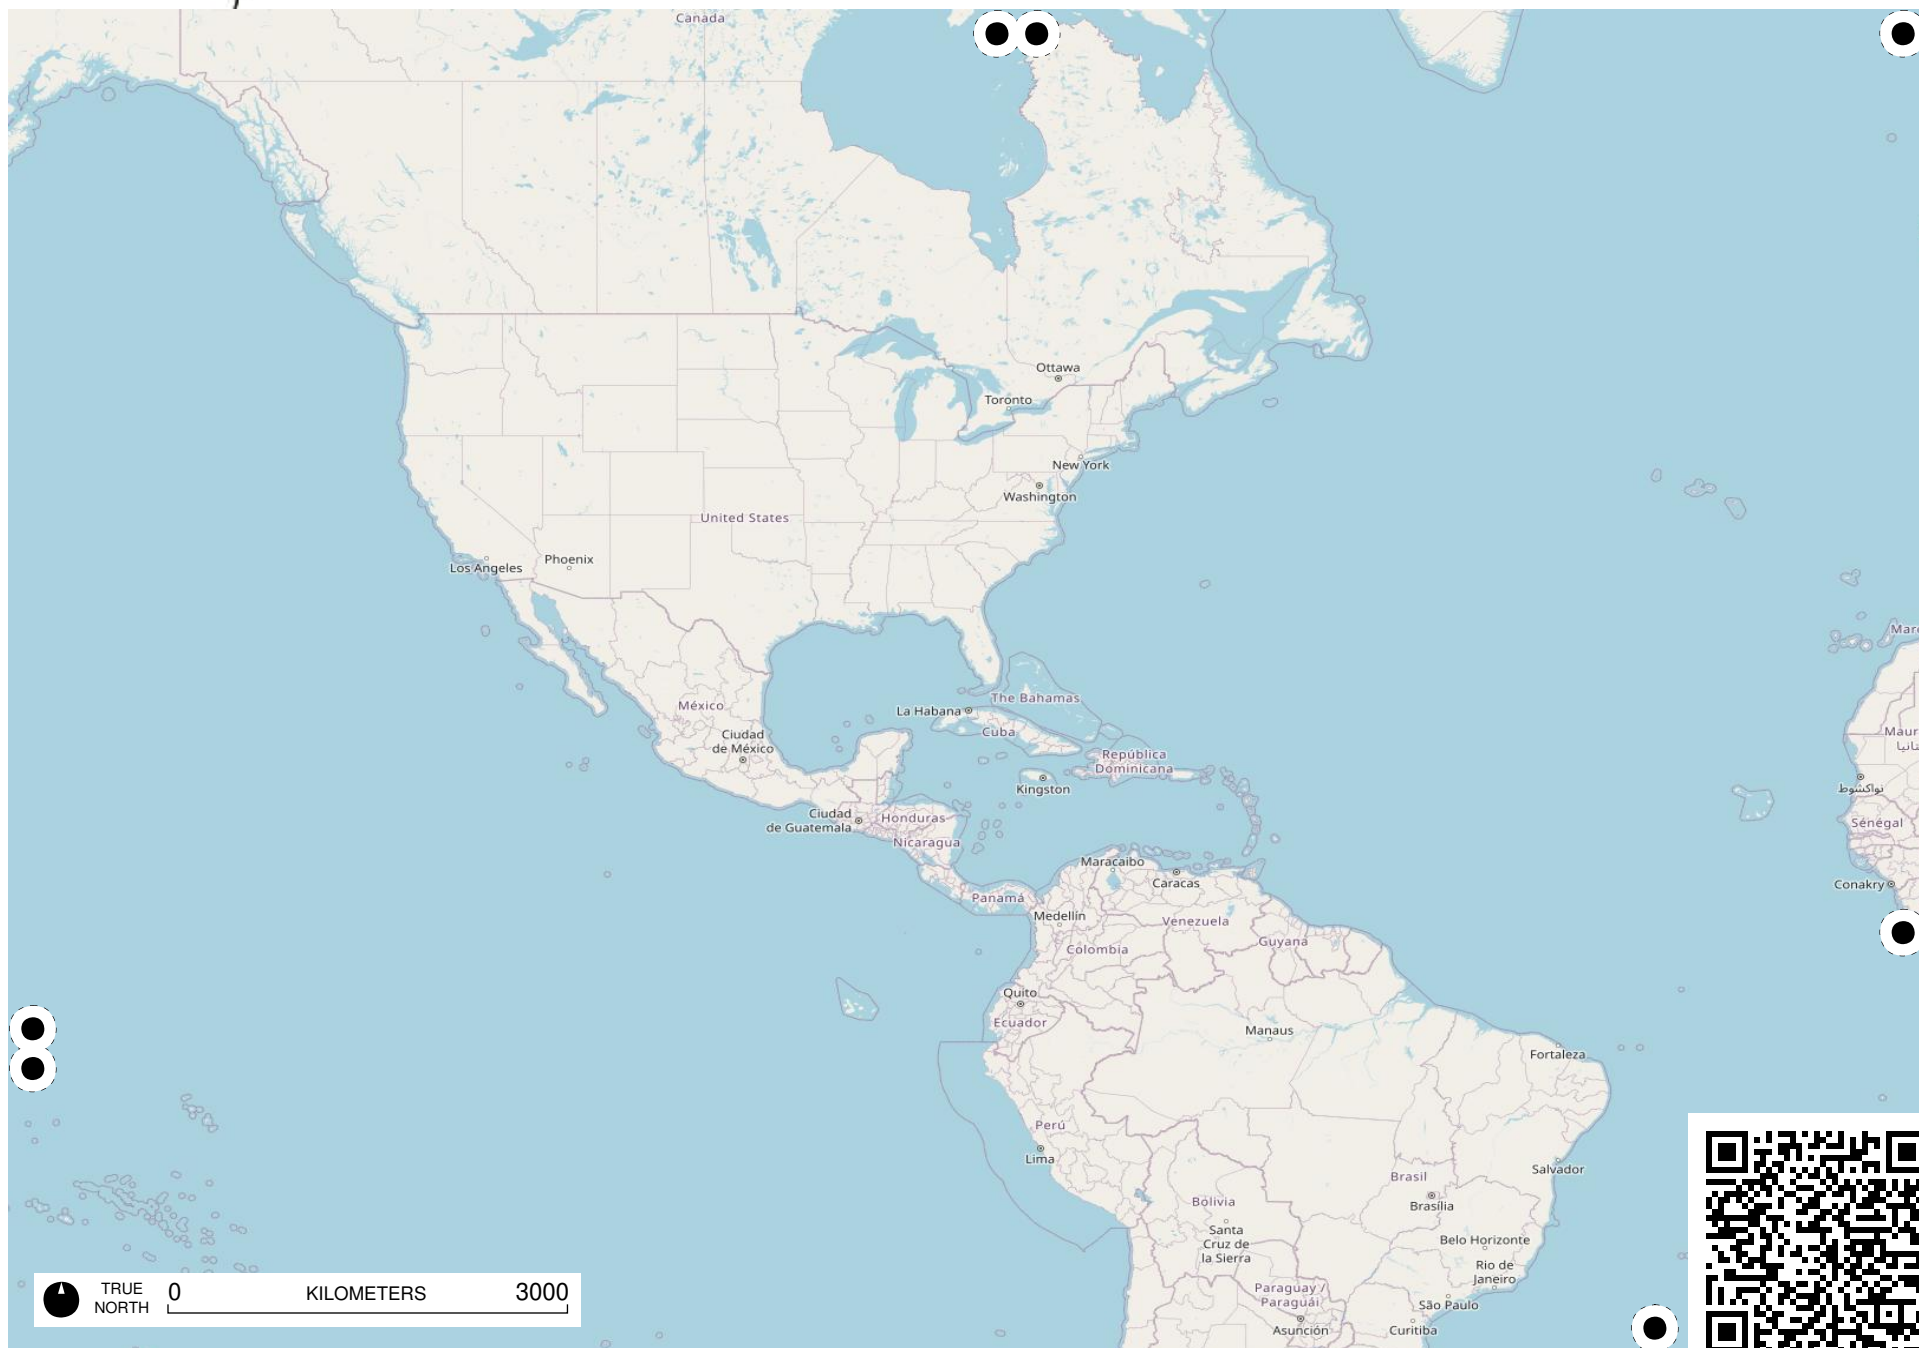 Canada
Ottawa
Toronto
New York
Washington
United States
Los Angeles
Phoenix
México
Ciudad
de México
La Habana
The Bahamas
Cuba
República
Dominicana
Kingston
Ciudad
de Guatemala
Honduras
Nicaragua
Panamá
Maracaibo
Caracas
Medellín
Venezuela
Guyana
Colombia
Quito
Ecuador
Manaus
Fortaleza
Perú
Lima
Salvador
Brasil
Brasília
Bolivia
Santa
Cruz de
la Sierra
Belo Horizonte
Rio de
Janeiro
Paraguay /
Paraguái
São Paulo
Asunción
Curitiba
نواكشوط
Sénégal
Conakry
TRUE
NORTH
0 KILOMETERS 3000